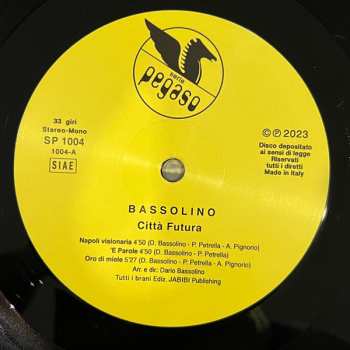 serie
pegaso
33 giri
Stereo-Mono
SP 1004
1004-A
SIAE
©℗2023
Disco depositato
ai sensi di legge
Riservati
tutti i diretti
Made in Italy
BASSOLINO
Città Futura
Napoli visionaria 4'50 (D. Bassolino - P. Petrella - A. Pignorio)
'E Parole 4'50 (D. Bassolino - P. Petrella)
Oro di miele 5'27 (D. Bassolino - P.Petrella - A. Pignorio)
Arr. e dir.: Dario Bassolino
Tutti i brani Ediz. JABIBI Publishing